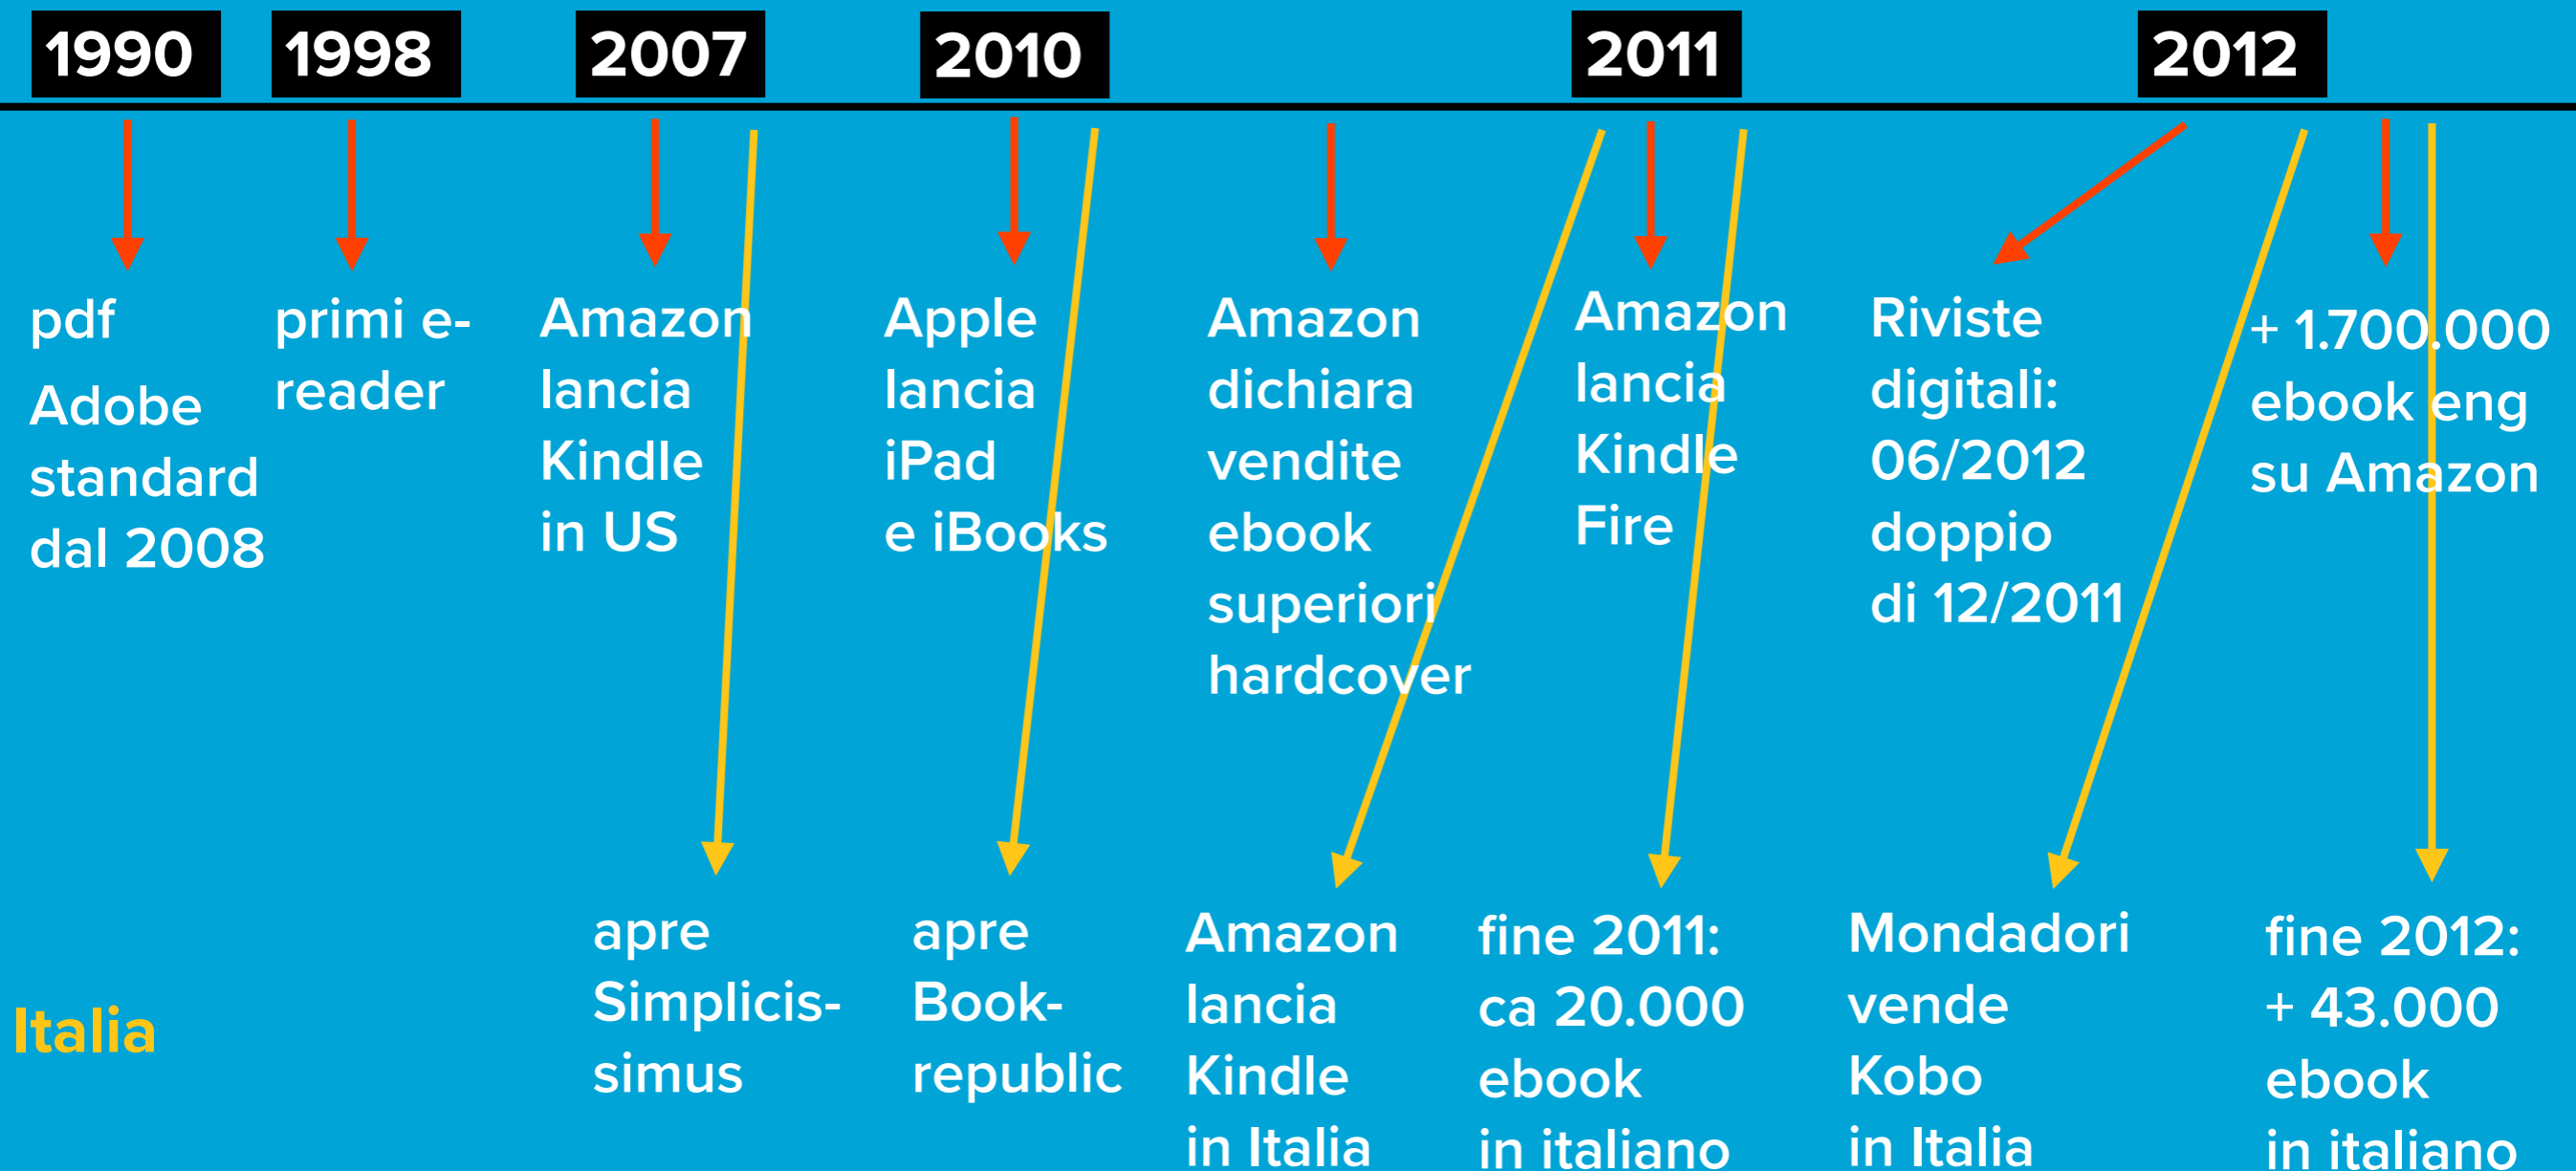 1990
1998
2007
2010
2011
2012
pdf
Adobe
standard
dal 2008
primi e-
reader
Amazon
lancia
Kindle
in US
Apple
lancia
iPad
e iBooks
Amazon
dichiara
vendite
ebook
superiori
hardcover
Amazon
lancia
Kindle
Fire
Riviste
digitali:
06/2012
doppio
di 12/2011
+ 1.700.000
ebook eng
su Amazon
Italia
apre
Simplicis-
simus
apre
Book-
republic
Amazon
lancia
Kindle
in Italia
fine 2011:
ca 20.000
ebook
in italiano
Mondadori
vende
Kobo
in Italia
fine 2012:
+ 43.000
ebook
in italiano